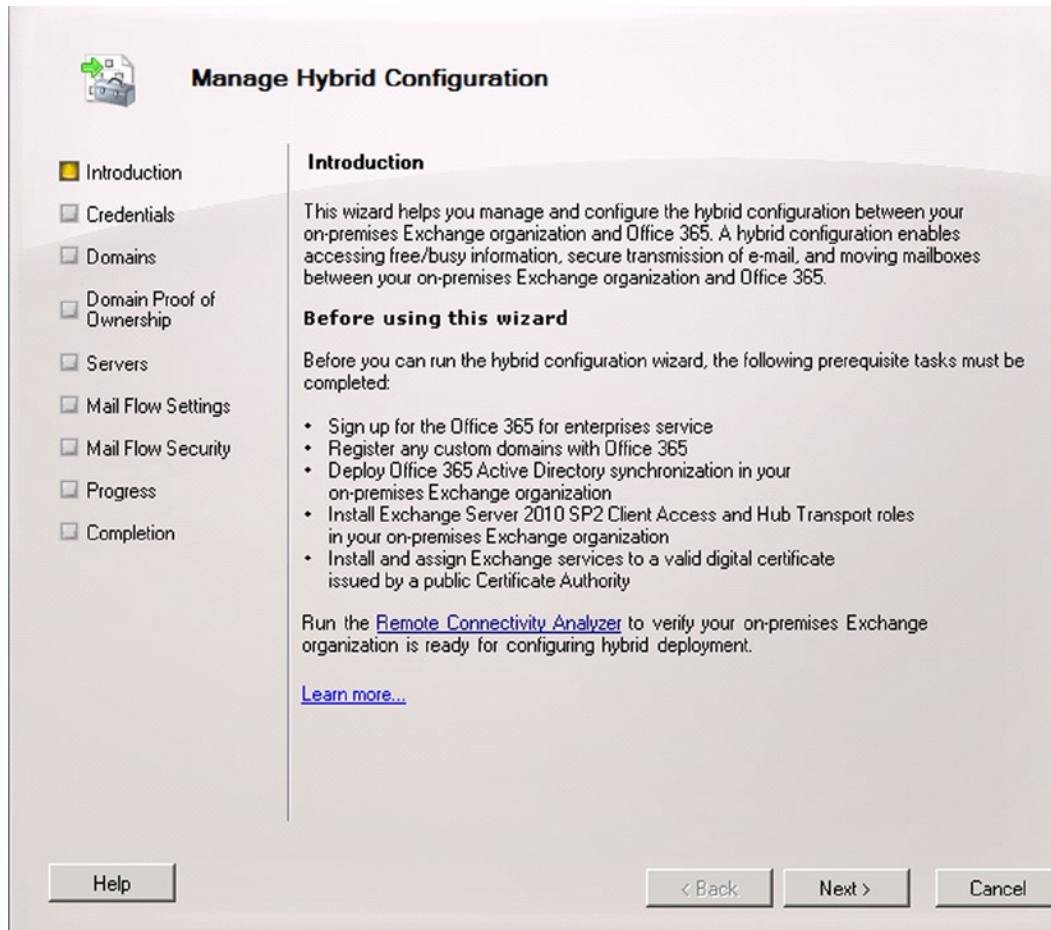 Manage Hybrid Configuration
Introduction
Credentials
Domains
Domain Proof of
Ownership
Servers
Mail Flow Settings
Mail Flow Security
Progress
Completion
Introduction
This wizard helps you manage and configure the hybrid configuration between your
on-premises Exchange organization and Office 365. A hybrid configuration enables
accessing free/busy information, secure transmission of e-mail, and moving mailboxes
between your on-premises Exchange organization and Office 365.
Before using this wizard
Before you can run the hybrid configuration wizard, the following prerequisite tasks must be
completed:
• Sign up for the Office 365 for enterprises service
• Register any custom domains with Office 365
• Deploy Office 365 Active Directory synchronization in your
on-premises Exchange organization
• Install Exchange Server 2010 SP2 Client Access and Hub Transport roles
in your on-premises Exchange organization
• Install and assign Exchange services to a valid digital certificate
issued by a public Certificate Authority
Run the Remote Connectivity Analyzer to verify your on-premises Exchange
organization is ready for configuring hybrid deployment.
Learn more...
Help
< Back
Next >
Cancel